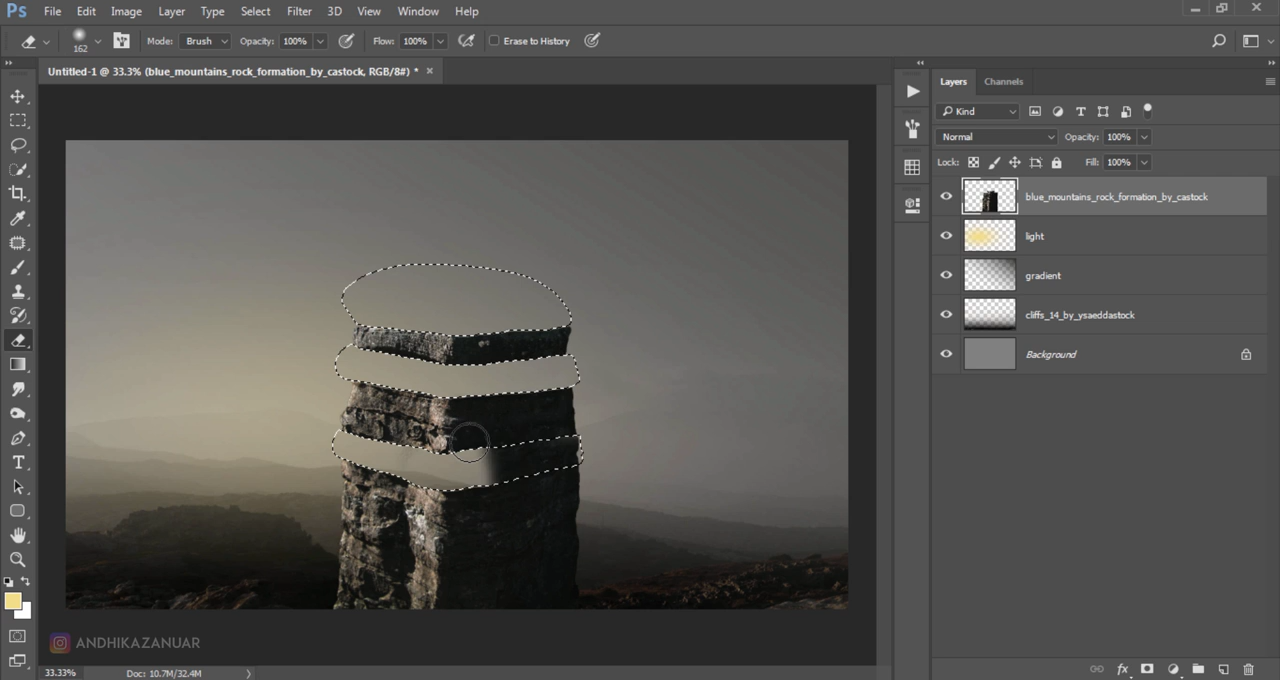 Ps File Edit Image Layer Type Select Filter 3D View Window Help
162 Mode: Brush Opacity: 100% Flow: 100% Erase to History
Untitled-1 @ 33.3% (blue_mountains_rock_formation_by_castock, RGB/8#) * ×
Layers Channels
Kind
Normal Opacity: 100%
Lock: Fill: 100%
blue_mountains_rock_formation_by_castock
light
gradient
cliffs_14_by_ysaeddastock
Background
ANDHIKAZANUAR
33.33% Doc: 10.7M/32.4M